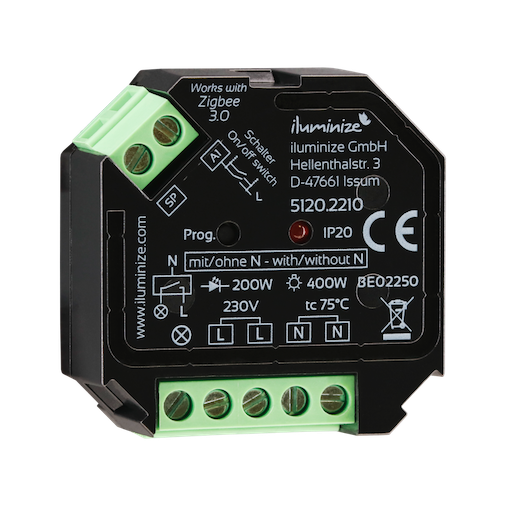 Works with
Zigbee
3.0
Schalter
On/off switch
A1
L
SP
iluminize
iluminize GmbH
Hellenthalstr. 3
D-47661 Issum
5120.2210
Prog.
IP20
CE
mit/ohne N - with/without N
www.iluminize.com
N
L
200W
400W
BE02250
230V
tc 75°C
L L N N